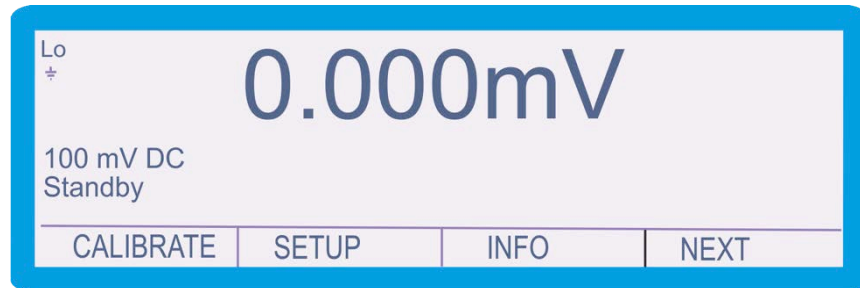 Lo
0.000mV
100 mV DC
Standby
CALIBRATE SETUP INFO NEXT